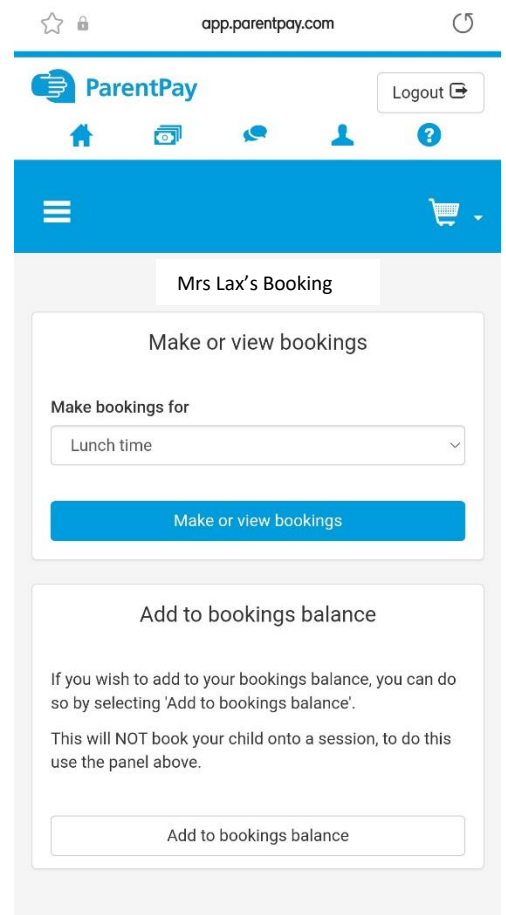 app.parentpay.com
ParentPay
Logout
Mrs Lax's Booking
Make or view bookings
Make bookings for
Lunch time
Make or view bookings
Add to bookings balance
If you wish to add to your bookings balance, you can do
so by selecting 'Add to bookings balance'.
This will NOT book your child onto a session, to do this
use the panel above.
Add to bookings balance